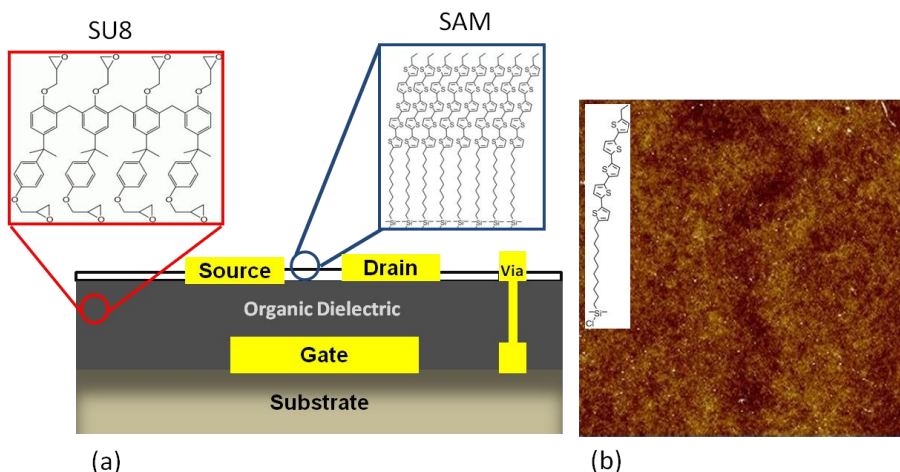 SU8
SAM
Source
Drain
Via
Organic Dielectric
Gate
Substrate
(a)
(b)